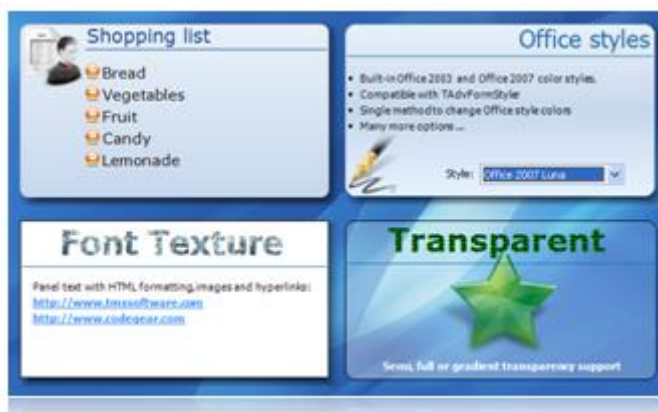 Shopping list
Bread
Vegetables
Fruit
Candy
Lemonade
Office styles
• Built-in Office 2003 and Office 2007 color styles.
• Compatible with TAdvFormStyler
• Single method to change Office style colors
• Many more options ...
Style: Office 2007 Luna
Font Texture
Panel text with HTML formatting, images and hyperlinks:
http://www.tmssoftware.com
http://www.codegear.com
Transparent
Semi, full or gradient transparency support